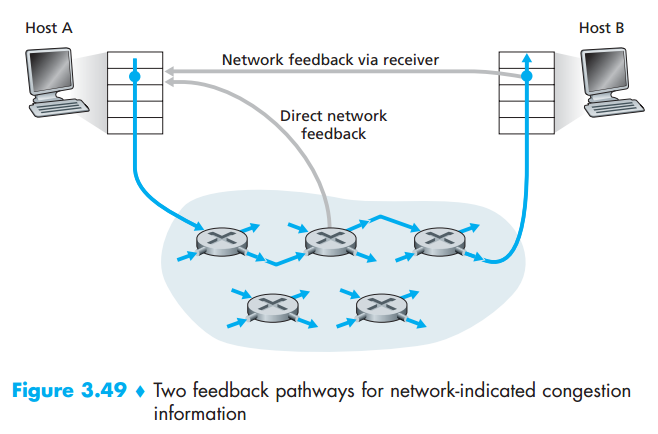 Host A
Host B
Network feedback via receiver
Direct network
feedback
Figure 3.49 ♦ Two feedback pathways for network-indicated congestion
information